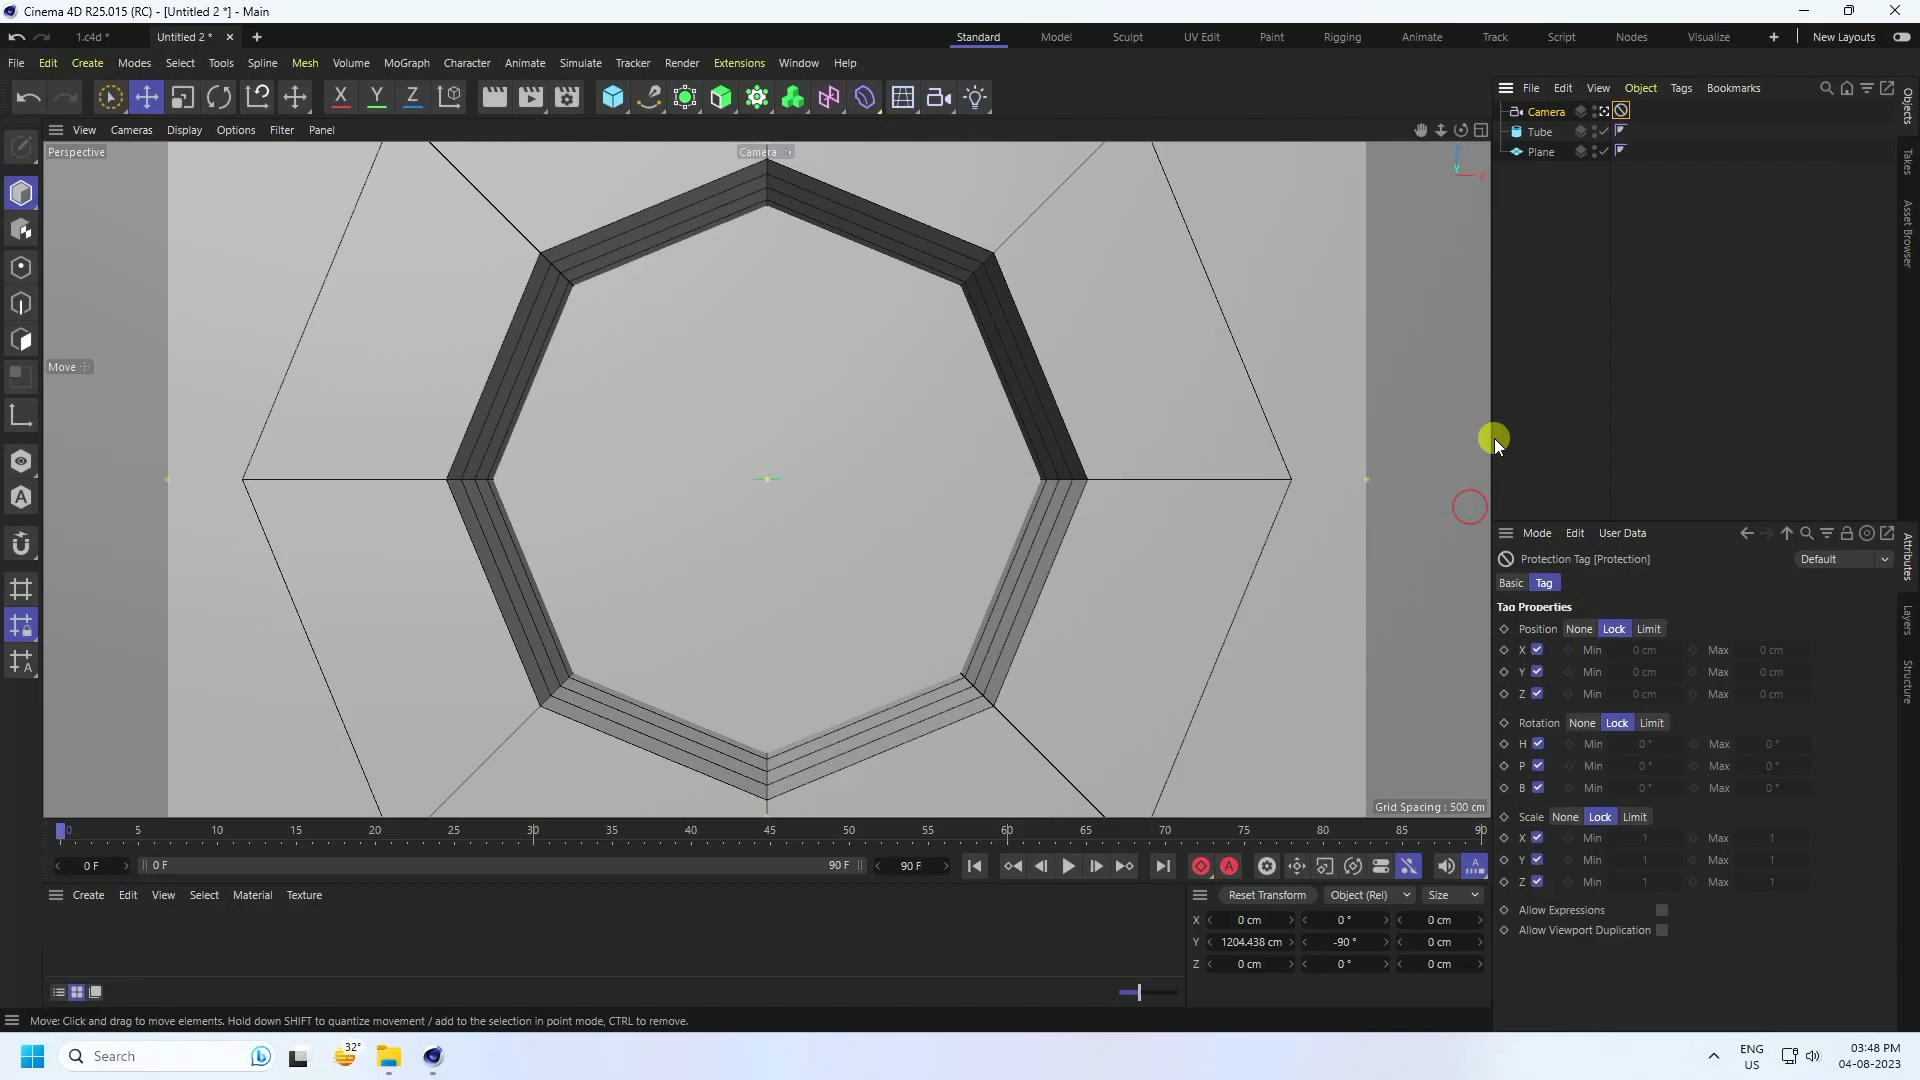 Cinema 4D R25.015 (RC) - [Untitled 2 *] - Main
1.c4d * Untitled 2 * Standard Model Sculpt UV Edit Paint Rigging Animate Track Script Nodes Visualize New Layouts
File Edit Create Modes Select Tools Spline Mesh Volume MoGraph Character Animate Simulate Tracker Render Extensions Window Help
X Y Z
File Edit View Object Tags Bookmarks
Camera
Tube
Plane
Objects
Takes
Asset Browser
View Cameras Display Options Filter Panel
Perspective
Camera
Z
Y
X
Move
Grid Spacing : 500 cm
Mode Edit User Data
Protection Tag [Protection] Default
Basic Tag
Tag Properties
Position None Lock Limit
X Min 0 cm Max 0 cm
Y Min 0 cm Max 0 cm
Z Min 0 cm Max 0 cm
Rotation None Lock Limit
H Min 0 ° Max 0 °
P Min 0 ° Max 0 °
B Min 0 ° Max 0 °
Scale None Lock Limit
X Min 1 Max 1
Y Min 1 Max 1
Z Min 1 Max 1
Allow Expressions
Allow Viewport Duplication
Attributes
Layers
Structure
0 5 10 15 20 25 30 35 40 45 50 55 60 65 70 75 80 85 90
0 F 0 F 90 F 90 F
Create Edit View Select Material Texture
Reset Transform Object (Rel) Size
X 0 cm 0 ° 0 cm
Y 1204.438 cm -90 ° 0 cm
Z 0 cm 0 ° 0 cm
Move: Click and drag to move elements. Hold down SHIFT to quantize movement / add to the selection in point mode, CTRL to remove.
Search 32° ENG US 03:48 PM
04-08-2023